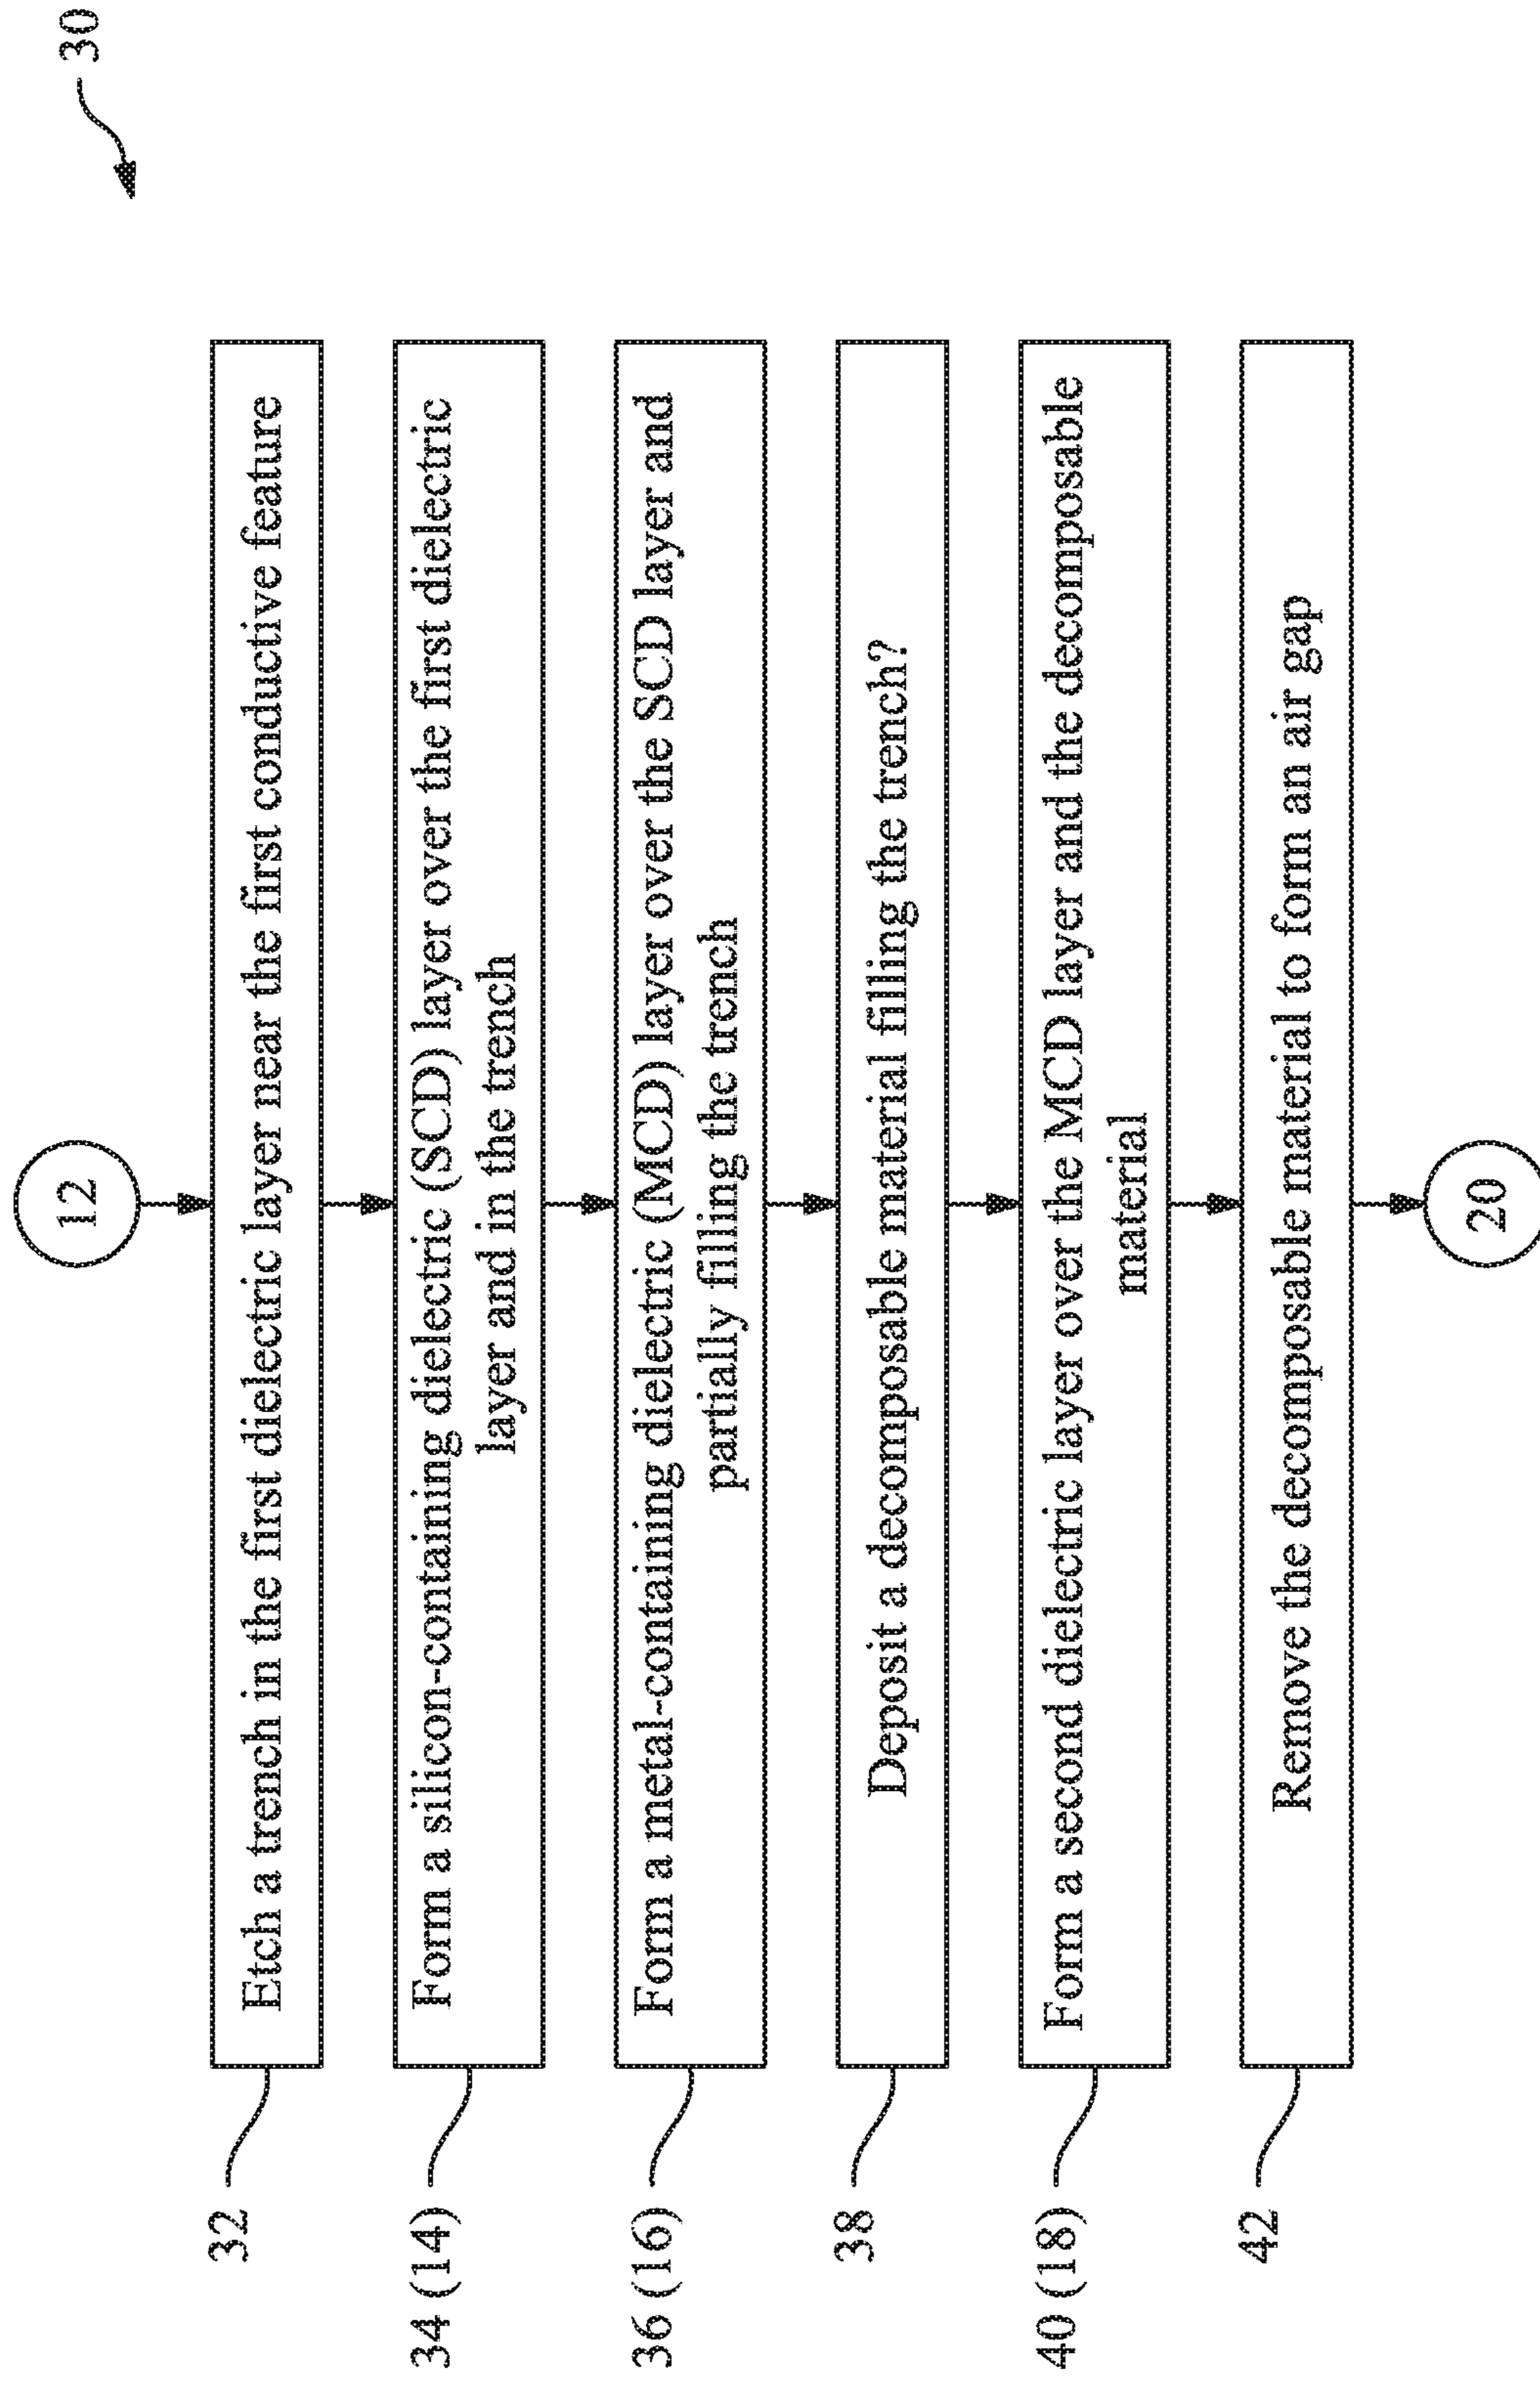 30
12
32
Etch a trench in the first dielectric layer near the first conductive feature
34 (14)
Form a silicon-containing dielectric (SCD) layer over the first dielectric
layer and in the trench
36 (16)
Form a metal-containing dielectric (MCD) layer over the SCD layer and
partially filling the trench
38
Deposit a decomposable material filling the trench?
40 (18)
Form a second dielectric layer over the MCD layer and the decomposable
material
42
Remove the decomposable material to form an air gap
20